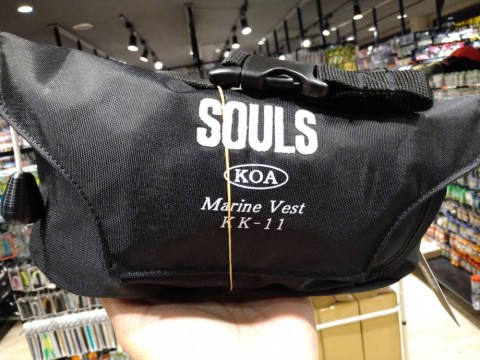 SOULS
KOA
Marine Vest
KK-11